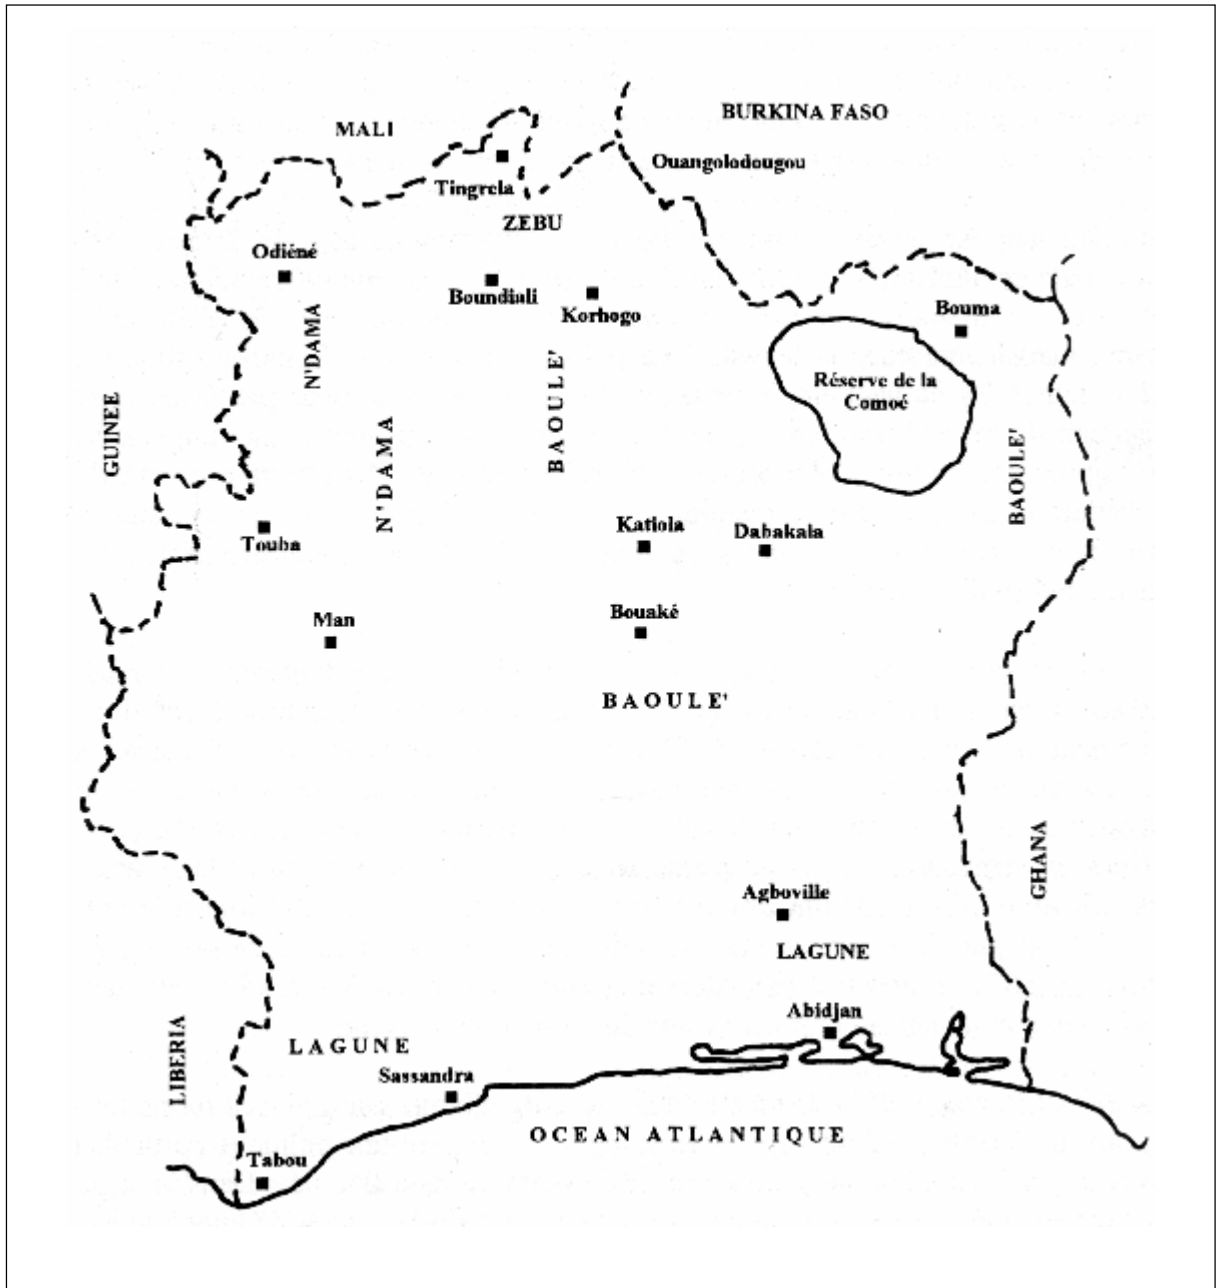 BURKINA FASO
MALI
Ouangolodougou
Tingrela
ZEBU
Odiéné
Boundiali
Korhogo
Bouma
N'DAMA
BAOULE'
Réserve de la
Comoé
GUINEE
N'DAMA
BAOULE'
Katiola
Dabakala
Touba
Man
Bouaké
BAOULE'
GHANA
Agboville
LAGUNE
Abidjan
LIBERIA
LAGUNE
Sassandra
OCEAN ATLANTIQUE
Tabou